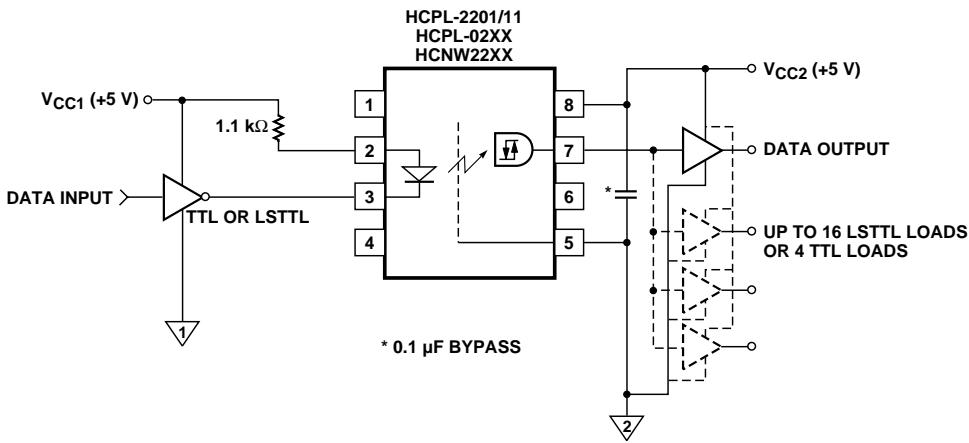 HCPL-2201/11
HCPL-02XX
HCNW22XX
VCC1 (+5 V)
1.1 kΩ
DATA INPUT
TTL OR LSTTL
1
2
3
4
8
7
6
5
*
VCC2 (+5 V)
DATA OUTPUT
UP TO 16 LSTTL LOADS
OR 4 TTL LOADS
* 0.1 µF BYPASS
1
2